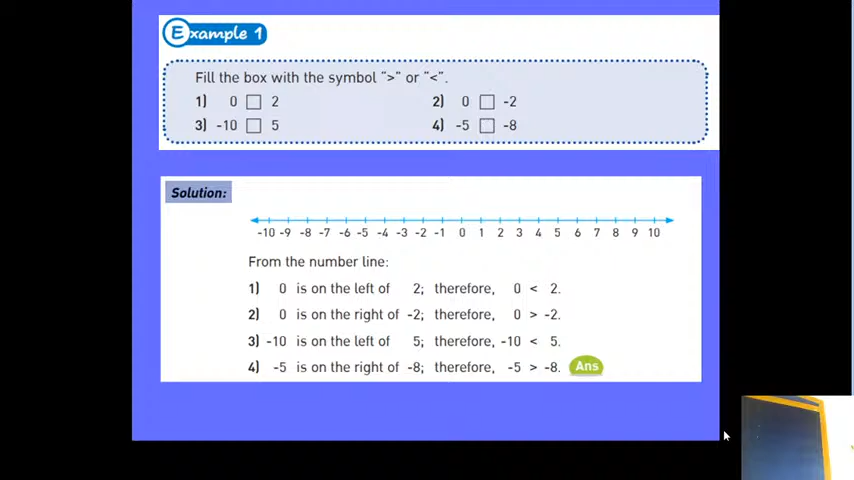 Example 1
Fill the box with the symbol ">" or "<".
1) 0 □ 2 2) 0 □ -2
3) -10 □ 5 4) -5 □ -8
Solution:
-10 -9 -8 -7 -6 -5 -4 -3 -2 -1 0 1 2 3 4 5 6 7 8 9 10
From the number line:
1) 0 is on the left of 2; therefore, 0 < 2.
2) 0 is on the right of -2; therefore, 0 > -2.
3) -10 is on the left of 5; therefore, -10 < 5.
4) -5 is on the right of -8; therefore, -5 > -8. Ans